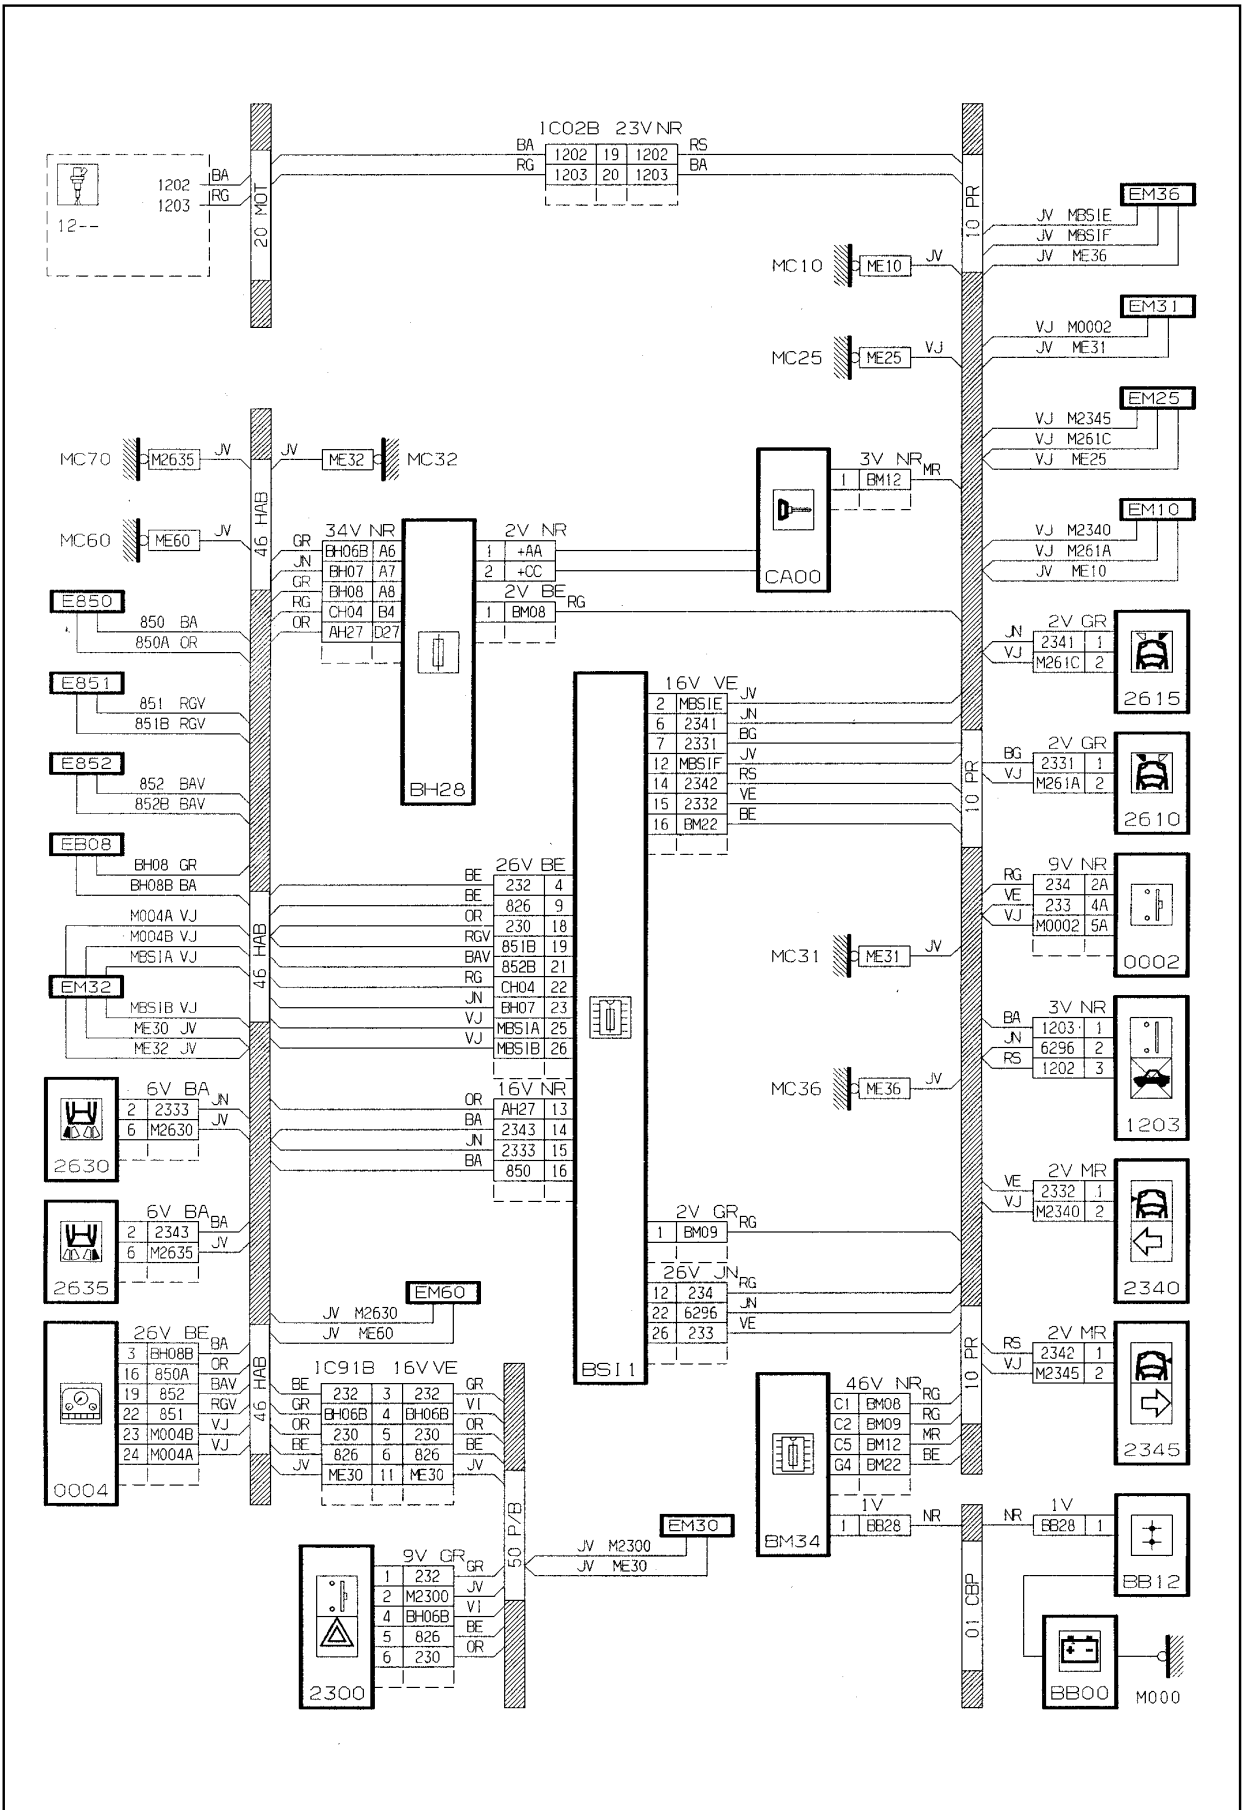 1C02B 23V NR
BA 1202 19 1202 RS
RG 1203 20 1203 BA
1202 BA
1203 RG
12--
20 MOT
10 PR
EM36
JV MBSIE
JV MBSIF
JV ME36
MC10 ME10 JV
EM31
VJ M0002
JV ME31
MC25 ME25 VJ
EM25
VJ M2345
VJ M261C
VJ ME25
MC70 M2635 JV
JV ME32 MC32
46 HAB
MC60 ME60 JV
3V NR
1 BM12 MR
CA00
EM10
VJ M2340
VJ M261A
JV ME10
34V NR
GR BH06B A6
JN BH07 A7
GR BH08 A8
RG CH04 B4
OR AH27 D27
2V NR
1 +AA
2 +CC
2V BE
1 BM08 RG
BH28
E850
850 BA
850A OR
E851
851 RGV
851B RGV
E852
852 BAV
852B BAV
EB08
BH08 GR
BH08B BA
M004A VJ
M004B VJ
MBSIA VJ
EM32
MBSIB VJ
ME30 JV
ME32 JV
46 HAB
2V GR
JN 2341 1
VJ M261C 2
2615
16V VE
2 MBSIE JV
6 2341 JN
7 2331 BG
12 MBSIF JV
14 2342 RS
15 2332 VE
16 BM22 BE
10 PR
2V GR
BG 2331 1
VJ M261A 2
2610
26V BE
BE 232 4
BE 826 9
OR 230 18
RGV 851B 19
BAV 852B 21
RG CH04 22
JN BH07 23
VJ MBSIA 25
VJ MBSIB 26
9V NR
RG 234 2A
VE 233 4A
VJ M0002 5A
0002
MC31 ME31 JV
3V NR
BA 1203 1
JN 6296 2
RS 1202 3
1203
MC36 ME36 JV
16V NR
OR AH27 13
BA 2343 14
JN 2333 15
BA 850 16
6V BA
2 2333 JN
6 M2630 JV
2630
2V MR
VE 2332 1
VJ M2340 2
2340
6V BA
2 2343 BA
6 M2635 JV
2635
2V GR
1 BM09 RG
26V JN
12 234 RG
22 6296 JN
26 233 VE
BSI1
EM60
JV M2630
JV ME60
10 PR
2V MR
RS 2342 1
VJ M2345 2
2345
26V BE
3 BH08B BA
16 850A OR
19 852 BAV
22 851 RGV
23 M004B VJ
24 M004A VJ
0004
46 HAB
1C91B 16V VE
BE 232 3 232 GR
GR BH06B 4 BH06B VI
OR 230 5 230 OR
BE 826 6 826 BE
JV ME30 11 ME30 JV
46V NR
C1 BM08 RG
C2 BM09 RG
C5 BM12 MR
G4 BM22 BE
1V
1 BB28 NR
BM34
NR 1V
BB28 1
BB12
01 CBP
50 P/B
EM30
JV M2300
JV ME30
9V GR
1 232 GR
2 M2300 JV
4 BH06B VI
5 826 BE
6 230 OR
2300
BB00
M000